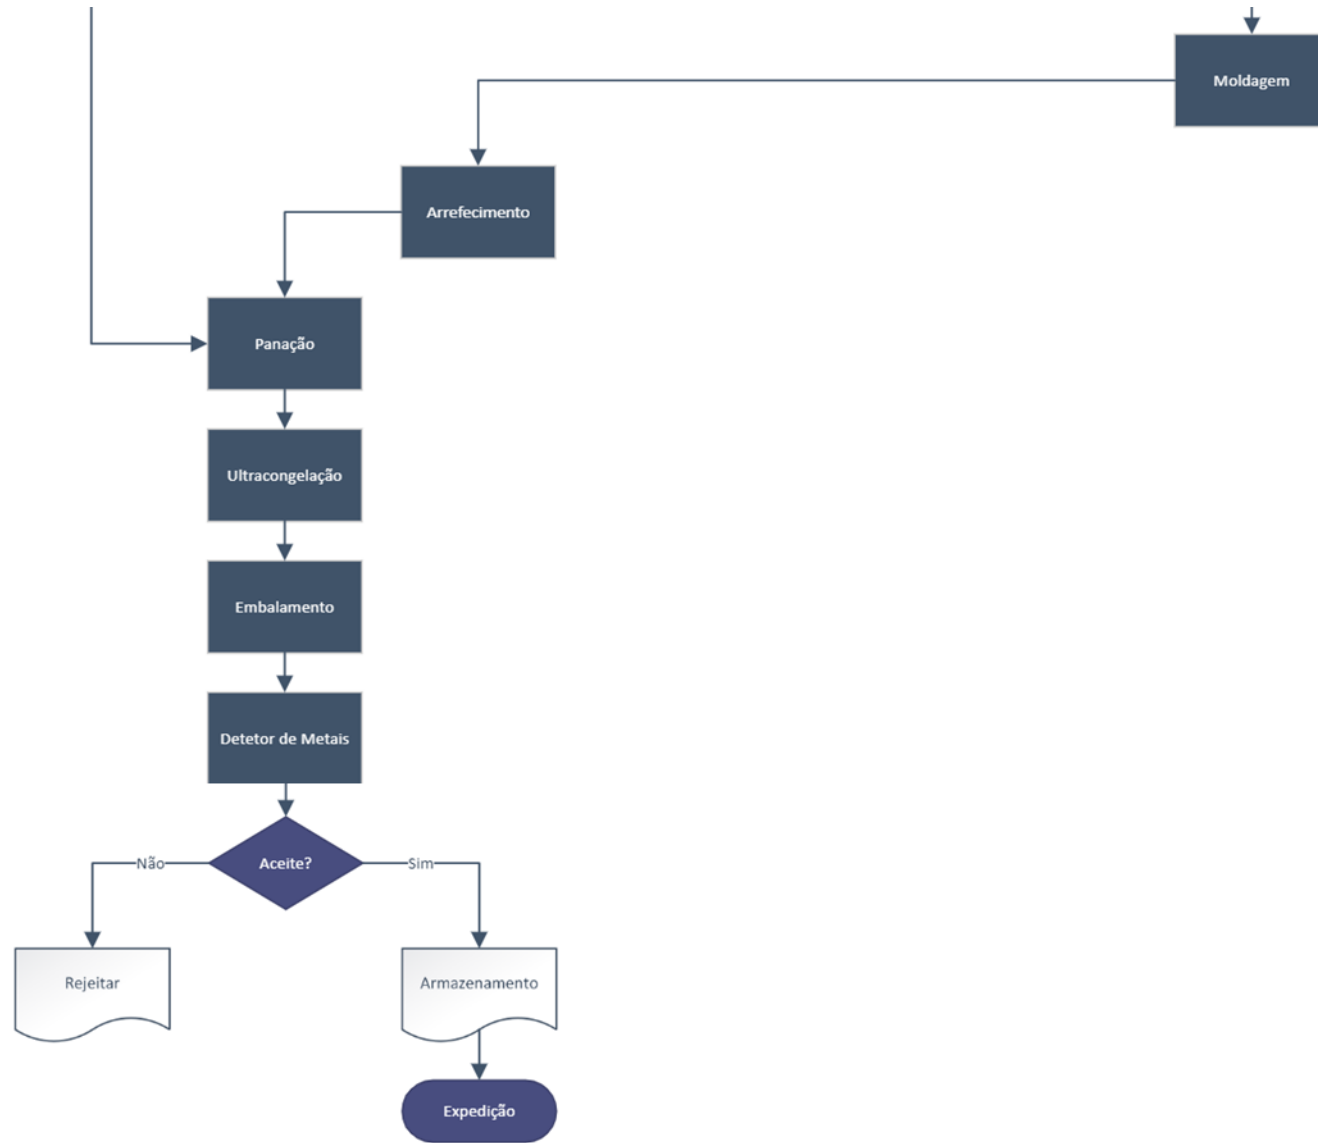 Moldagem
Arrefecimento
Panação
Ultracongelação
Embalamento
Detetor de Metais
Aceite?
Não
Sim
Rejeitar
Armazenamento
Expedição